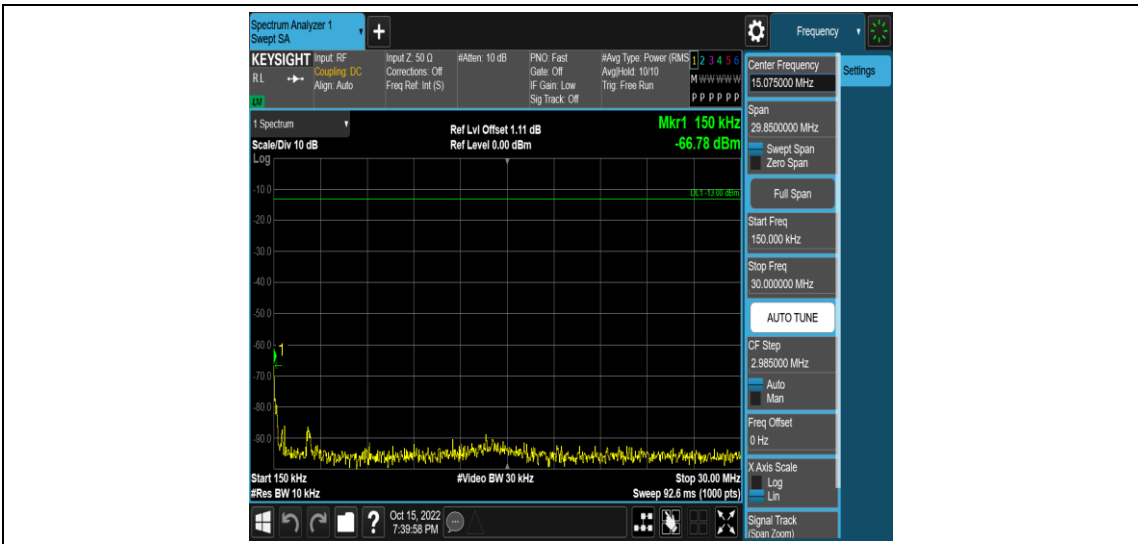 Spectrum Analyzer 1
Swept SA
+
Frequency
KEYSIGHT
RL
LXI
Input: RF
Coupling: DC
Align: Auto
Input Z: 50 Ω
Corrections: Off
Freq Ref: Int (S)
#Atten: 10 dB
PNO: Fast
Gate: Off
IF Gain: Low
Sig Track: Off
#Avg Type: Power (RMS
Avg|Hold: 10/10
Trig: Free Run
1 2 3 4 5 6
M W W W W W
P P P P P P
Center Frequency
15.075000 MHz
Settings
Span
29.8500000 MHz
Swept Span
Zero Span
Full Span
Start Freq
150.000 kHz
Stop Freq
30.000000 MHz
AUTO TUNE
CF Step
2.985000 MHz
Auto
Man
Freq Offset
0 Hz
X Axis Scale
Log
Lin
Signal Track
(Span Zoom)
1 Spectrum
Scale/Div 10 dB
Log
Ref Lvl Offset 1.11 dB
Ref Level 0.00 dBm
Mkr1 150 kHz
-66.78 dBm
DL1 -13.00 dBm
-10.0
-20.0
-30.0
-40.0
-50.0
-60.0
1
-70.0
-80.0
-90.0
Start 150 kHz
#Video BW 30 kHz
Stop 30.00 MHz
#Res BW 10 kHz
Sweep 92.6 ms (1000 pts)
?
Oct 15, 2022
7:39:58 PM